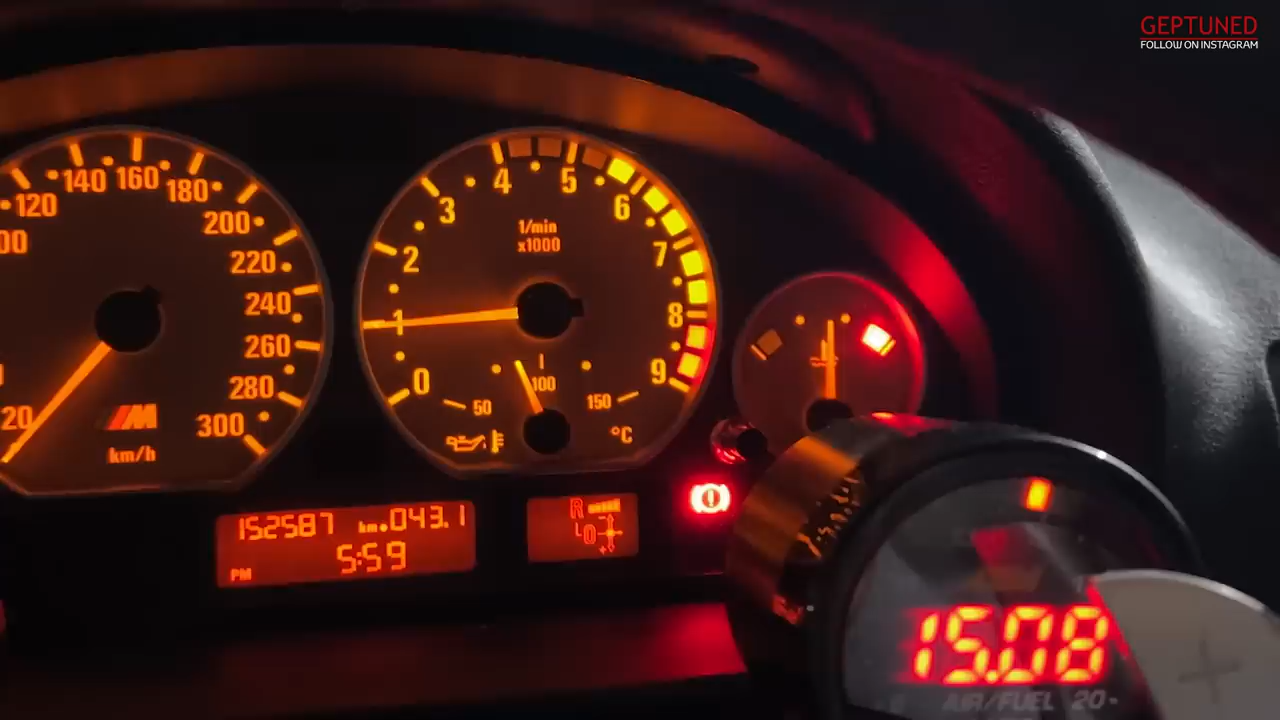 GEPTUNED
FOLLOW ON INSTAGRAM
20
00
120
140
160
180
200
220
240
260
280
300
M
km/h
0
1
2
3
4
5
6
7
8
9
1/min
x1000
50
100
150
°C
152587 km 043.1
PM 5:59
R
L 0
15.08
AIR/FUEL 20